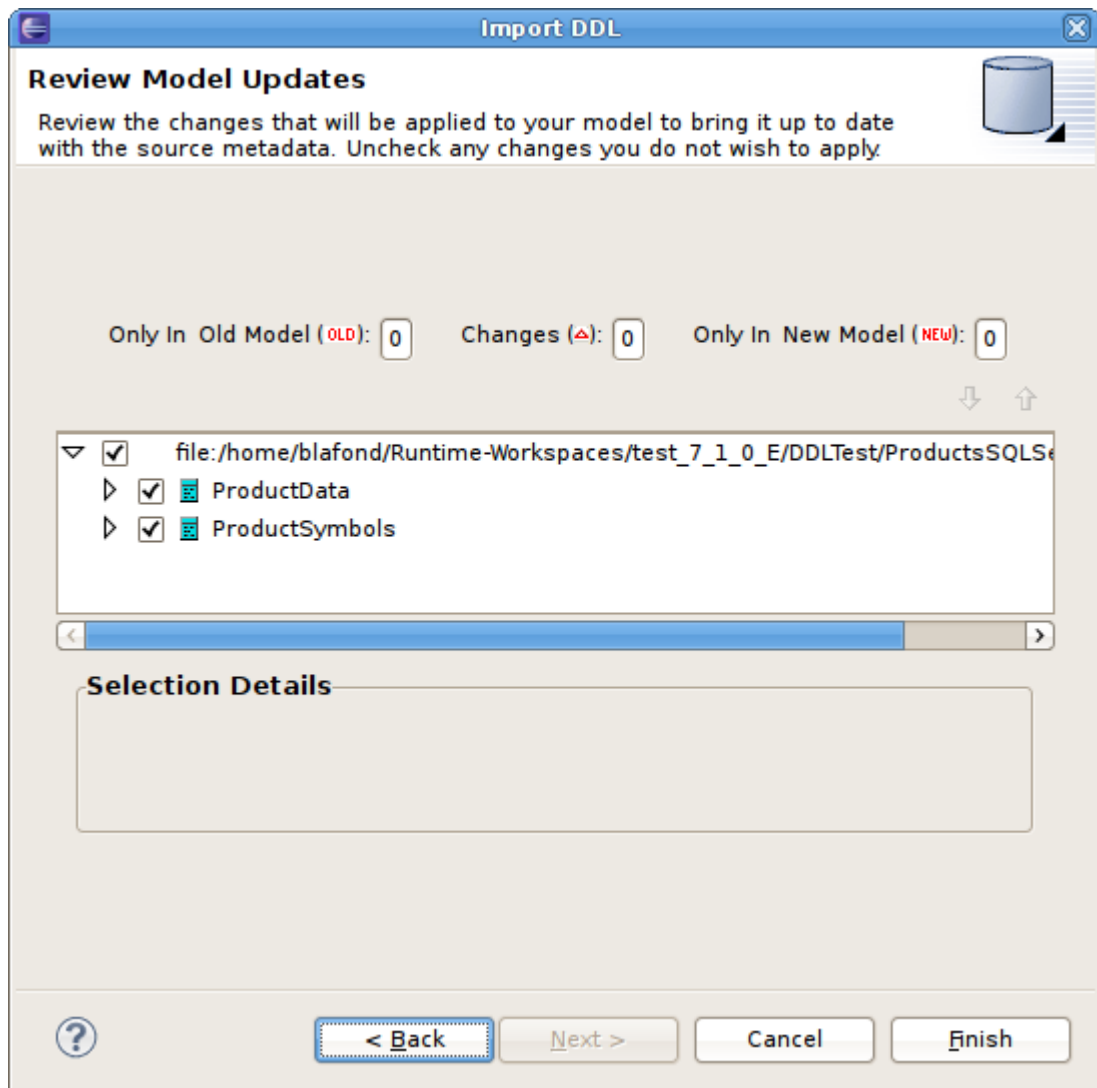 Import DDL
Review Model Updates
Review the changes that will be applied to your model to bring it up to date
with the source metadata. Uncheck any changes you do not wish to apply.
Only In Old Model (OLD): 0 Changes ( ): 0 Only In New Model (NEW): 0
file:/home/blafond/Runtime-Workspaces/test_7_1_0_E/DDLTest/ProductsSQLSe
ProductData
ProductSymbols
Selection Details
? < Back Next > Cancel Finish